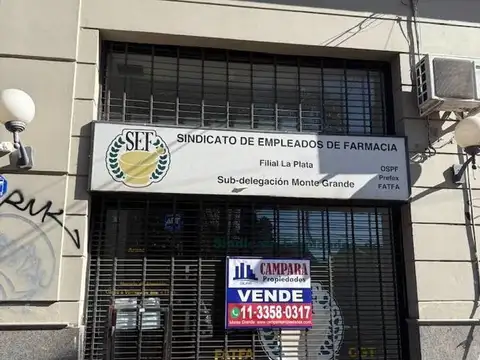 SEF
SINDICATO DE EMPLEADOS DE FARMACIA
Filial La Plata
Sub-delegación Monte Grande
OSPF
FATFA
CAMPARA
Propiedades
VENDE
11-3358-0317
FATFA